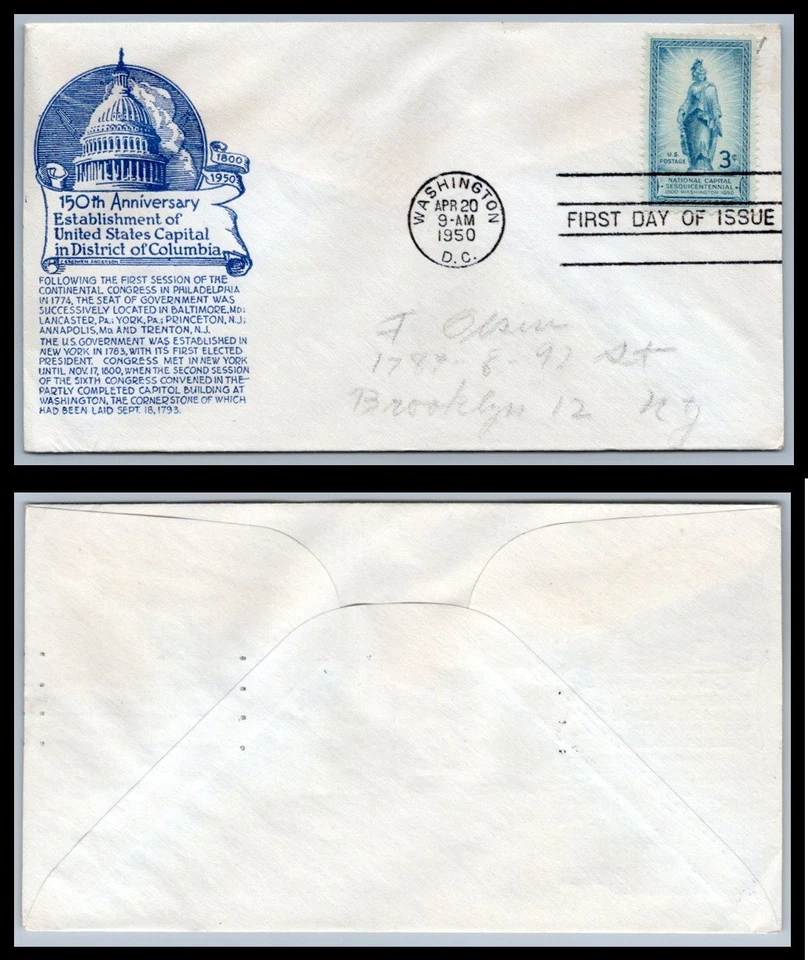 1800
1950
150th Anniversary
Establishment of
United States Capital
in District of Columbia
C. STEPHEN ANDERSON
FOLLOWING THE FIRST SESSION OF THE
CONTINENTAL CONGRESS IN PHILADELPHIA
IN 1774, THE SEAT OF GOVERNMENT WAS
SUCCESSIVELY LOCATED IN BALTIMORE, MD;
LANCASTER, PA; YORK, PA; PRINCETON, N.J;
ANNAPOLIS, MD AND TRENTON, N.J.
THE U.S. GOVERNMENT WAS ESTABLISHED IN
NEW YORK IN 1783, WITH ITS FIRST ELECTED
PRESIDENT. CONGRESS MET IN NEW YORK
UNTIL NOV. 17, 1800, WHEN THE SECOND SESSION
OF THE SIXTH CONGRESS CONVENED IN THE
PARTLY COMPLETED CAPITOL BUILDING AT
WASHINGTON, THE CORNERSTONE OF WHICH
HAD BEEN LAID SEPT. 18, 1793.
WASHINGTON
APR 20
9-AM
1950
D.C.
U.S. POSTAGE
3¢
NATIONAL CAPITAL
SESQUICENTENNIAL
1800 WASHINGTON 1950
FIRST DAY OF ISSUE
Olsen
92 St
Brooklyn 12 Ny